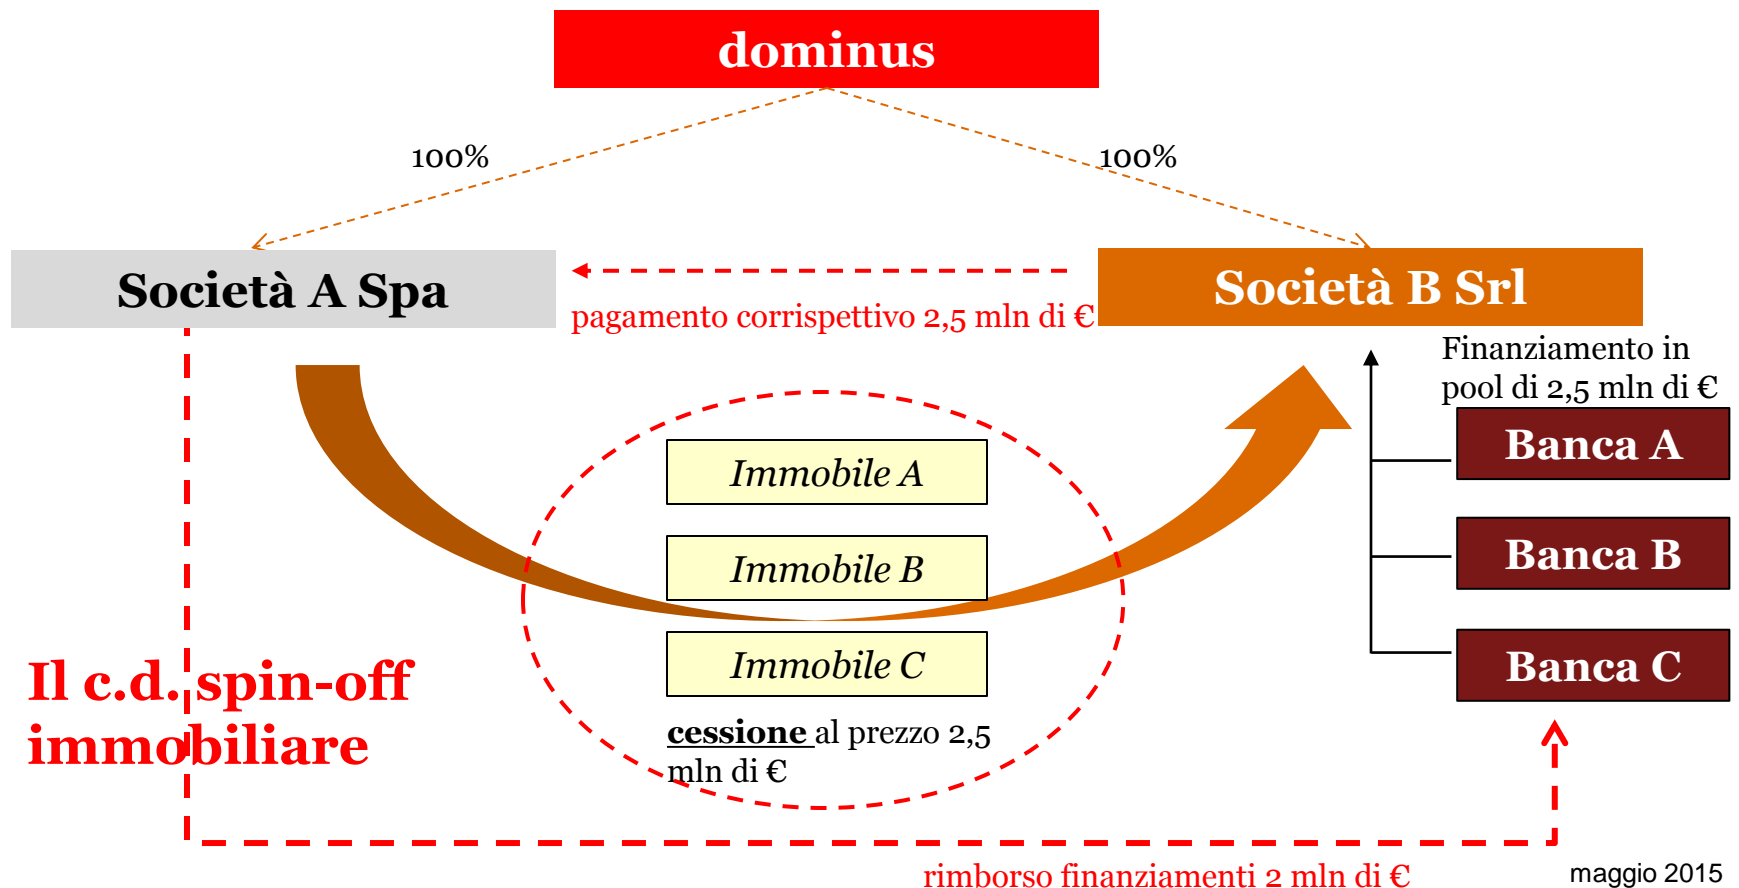 dominus
100%
100%
Società A Spa
Società B Srl
pagamento corrispettivo 2,5 mln di €
Finanziamento in
pool di 2,5 mln di €
Banca A
Immobile A
Banca B
Immobile B
Banca C
Immobile C
Il c.d. spin-off
immobiliare
cessione al prezzo 2,5
mln di €
rimborso finanziamenti 2 mln di €
maggio 2015